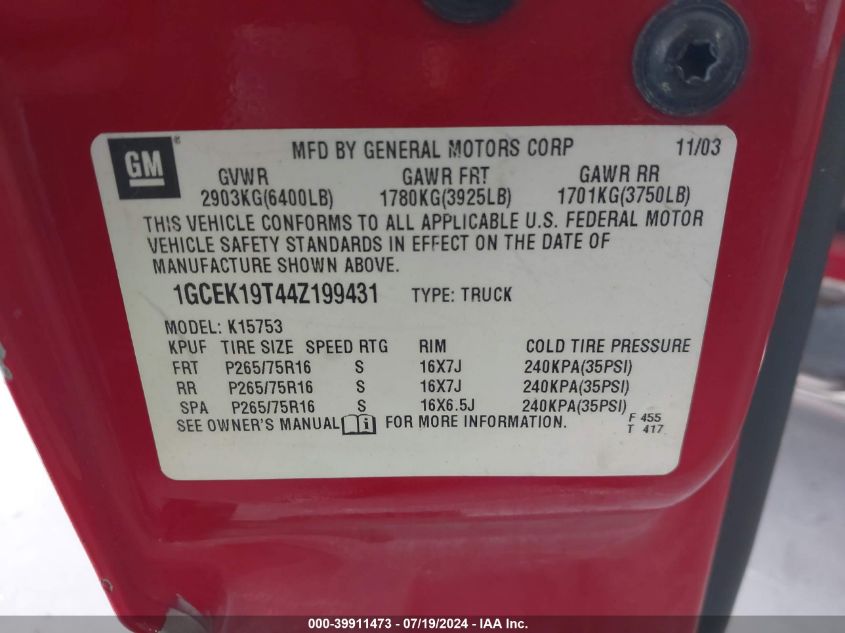 GM ® MFD BY GENERAL MOTORS CORP 11/03
GVWR GAWR FRT GAWR RR
2903KG(6400LB) 1780KG(3925LB) 1701KG(3750LB)
THIS VEHICLE CONFORMS TO ALL APPLICABLE U.S. FEDERAL MOTOR
VEHICLE SAFETY STANDARDS IN EFFECT ON THE DATE OF
MANUFACTURE SHOWN ABOVE.
1GCEK19T44Z199431 TYPE: TRUCK
MODEL: K15753
KPUF TIRE SIZE SPEED RTG RIM COLD TIRE PRESSURE
FRT P265/75R16 S 16X7J 240KPA(35PSI)
RR P265/75R16 S 16X7J 240KPA(35PSI)
SPA P265/75R16 S 16X6.5J 240KPA(35PSI)
SEE OWNER'S MANUAL i FOR MORE INFORMATION.
F 455
T 417
000-39911473 - 07/19/2024 - IAA Inc.